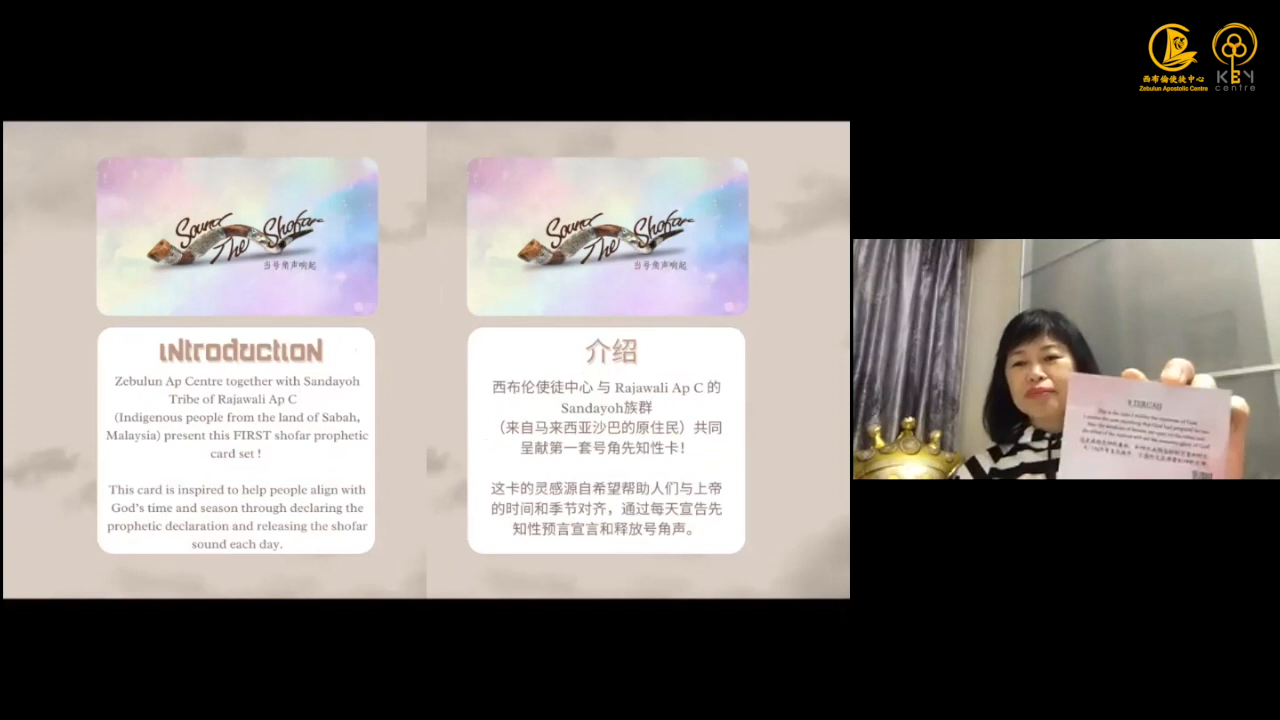 西布倫使徒中心
Zebulun Apostolic Centre
KEY
centre
Sound
The Shofar
当号角声响起
Introduction
Zebulun Ap Centre together with Sandayoh
Tribe of Rajawali Ap C
(Indigenous people from the land of Sabah,
Malaysia) present this FIRST shofar prophetic
card set !
This card is inspired to help people align with
God's time and season through declaring the
prophetic declaration and releasing the shofar
sound each day.
Sound
The Shofar
当号角声响起
介绍
西布伦使徒中心 与 Rajawali Ap C 的
Sandayoh族群
（来自马来西亚沙巴的原住民）共同
呈献第一套号角先知性卡！
这卡的灵感源自希望帮助人们与上帝
的时间和季节对齐，通过每天宣告先
知性预言宣言和释放号角声。
TERUAH